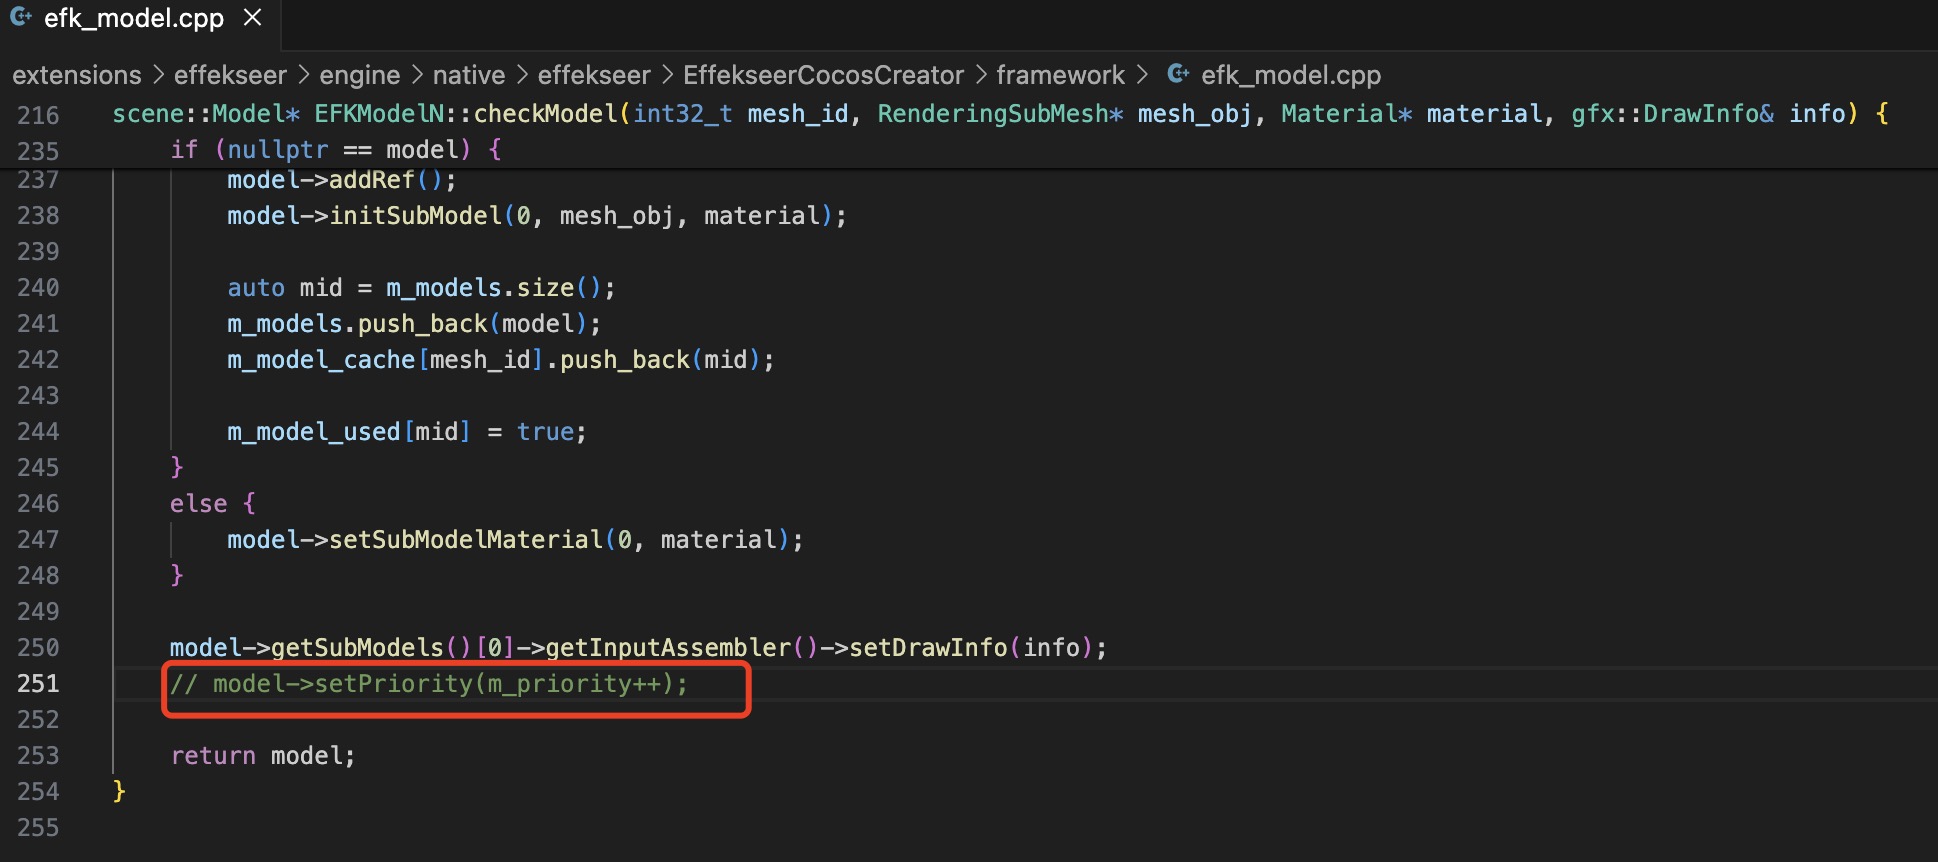 efk_model.cpp
extensions > effekseer > engine > native > effekseer > EffekseerCocosCreator > framework > efk_model.cpp
216 scene::Model* EFKModelN::checkModel(int32_t mesh_id, RenderingSubMesh* mesh_obj, Material* material, gfx::DrawInfo& info) {
235 if (nullptr == model) {
237 model->addRef();
238 model->initSubModel(0, mesh_obj, material);
239
240 auto mid = m_models.size();
241 m_models.push_back(model);
242 m_model_cache[mesh_id].push_back(mid);
243
244 m_model_used[mid] = true;
245 }
246 else {
247 model->setSubModelMaterial(0, material);
248 }
249
250 model->getSubModels()[0]->getInputAssembler()->setDrawInfo(info);
251 // model->setPriority(m_priority++);
252
253 return model;
254 }
255